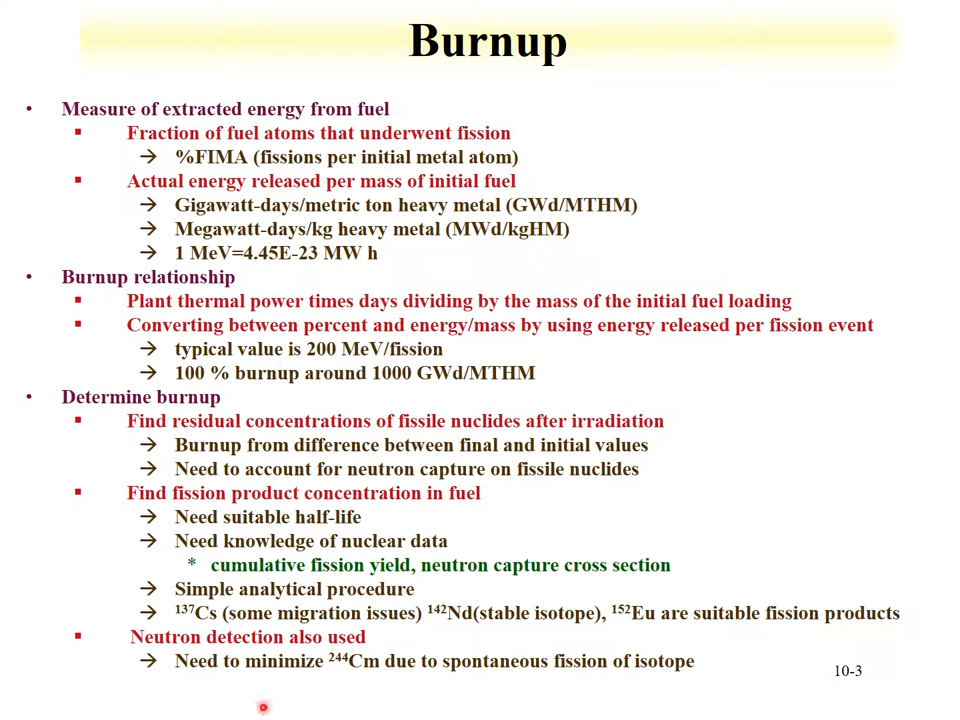 Burnup
• Measure of extracted energy from fuel
▪ Fraction of fuel atoms that underwent fission
→ %FIMA (fissions per initial metal atom)
▪ Actual energy released per mass of initial fuel
→ Gigawatt-days/metric ton heavy metal (GWd/MTHM)
→ Megawatt-days/kg heavy metal (MWd/kgHM)
→ 1 MeV=4.45E-23 MW h
• Burnup relationship
▪ Plant thermal power times days dividing by the mass of the initial fuel loading
▪ Converting between percent and energy/mass by using energy released per fission event
→ typical value is 200 MeV/fission
→ 100 % burnup around 1000 GWd/MTHM
• Determine burnup
▪ Find residual concentrations of fissile nuclides after irradiation
→ Burnup from difference between final and initial values
→ Need to account for neutron capture on fissile nuclides
▪ Find fission product concentration in fuel
→ Need suitable half-life
→ Need knowledge of nuclear data
* cumulative fission yield, neutron capture cross section
→ Simple analytical procedure
→ ¹³⁷Cs (some migration issues) ¹⁴²Nd(stable isotope), ¹⁵²Eu are suitable fission products
▪ Neutron detection also used
→ Need to minimize ²⁴⁴Cm due to spontaneous fission of isotope
10-3